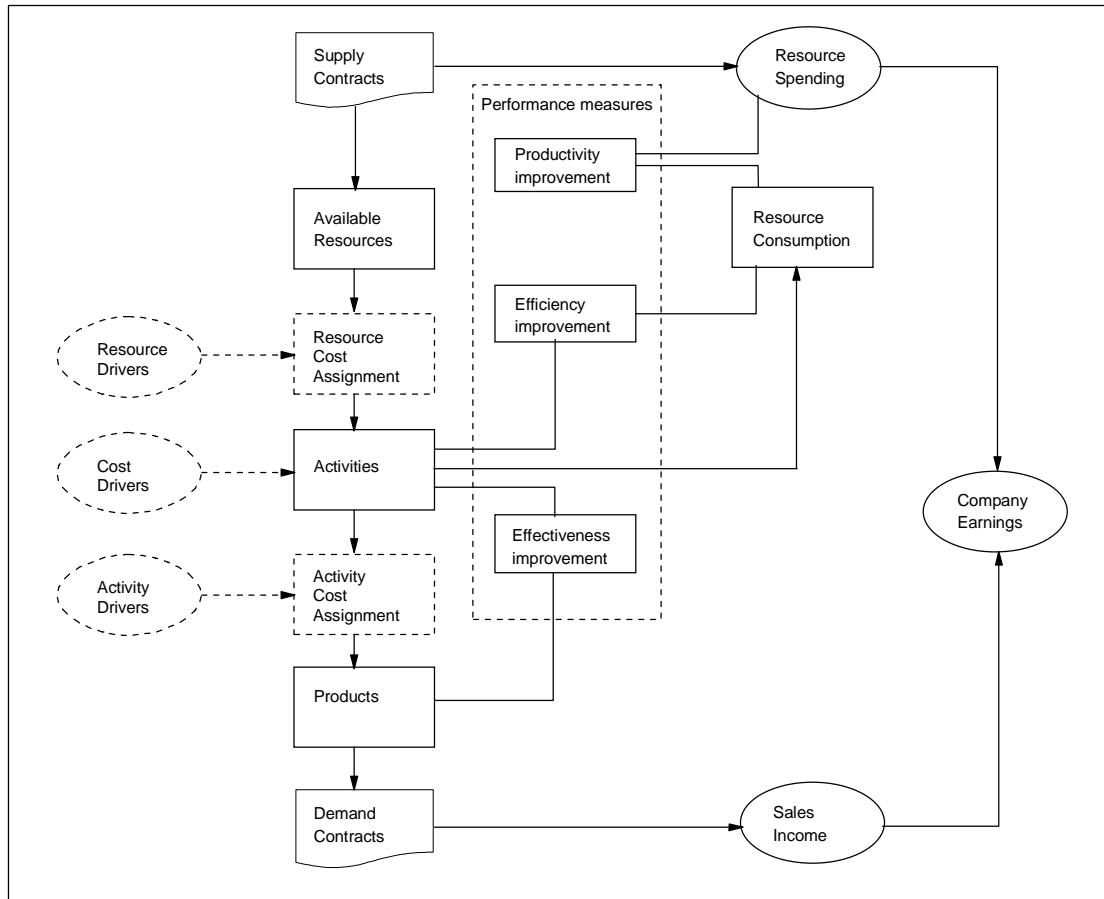 Supply
Contracts
Resource
Spending
Performance measures
Productivity
improvement
Available
Resources
Resource
Consumption
Efficiency
improvement
Resource
Drivers
Resource
Cost
Assignment
Cost
Drivers
Activities
Company
Earnings
Effectiveness
improvement
Activity
Drivers
Activity
Cost
Assignment
Products
Demand
Contracts
Sales
Income